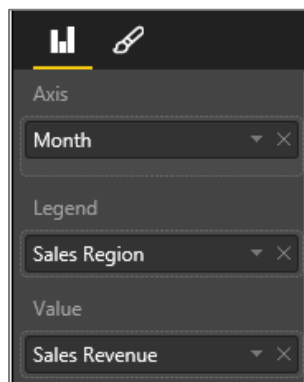 Axis
Month
Legend
Sales Region
Value
Sales Revenue